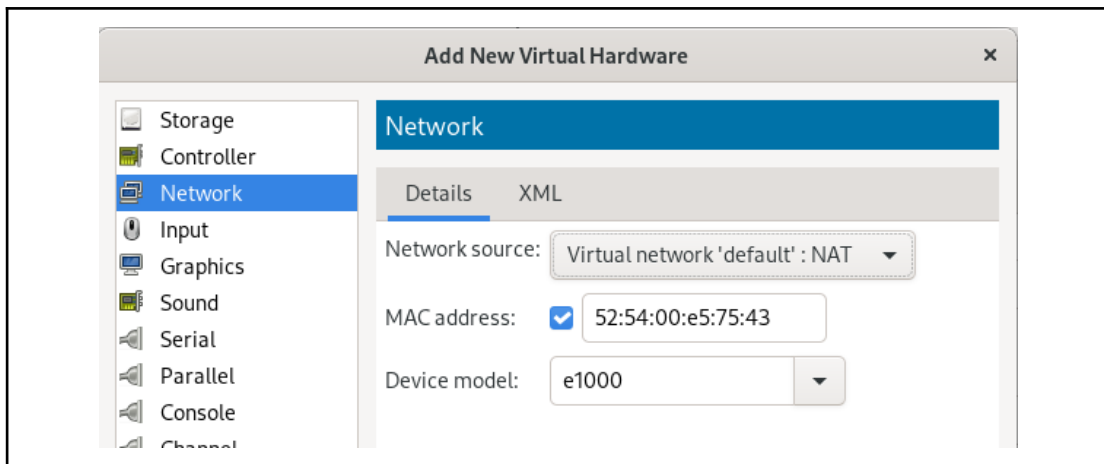 Add New Virtual Hardware
Storage
Controller
Network
Input
Graphics
Sound
Serial
Parallel
Console
Channel
Network
Details XML
Network source: Virtual network 'default' : NAT
MAC address: 52:54:00:e5:75:43
Device model: e1000